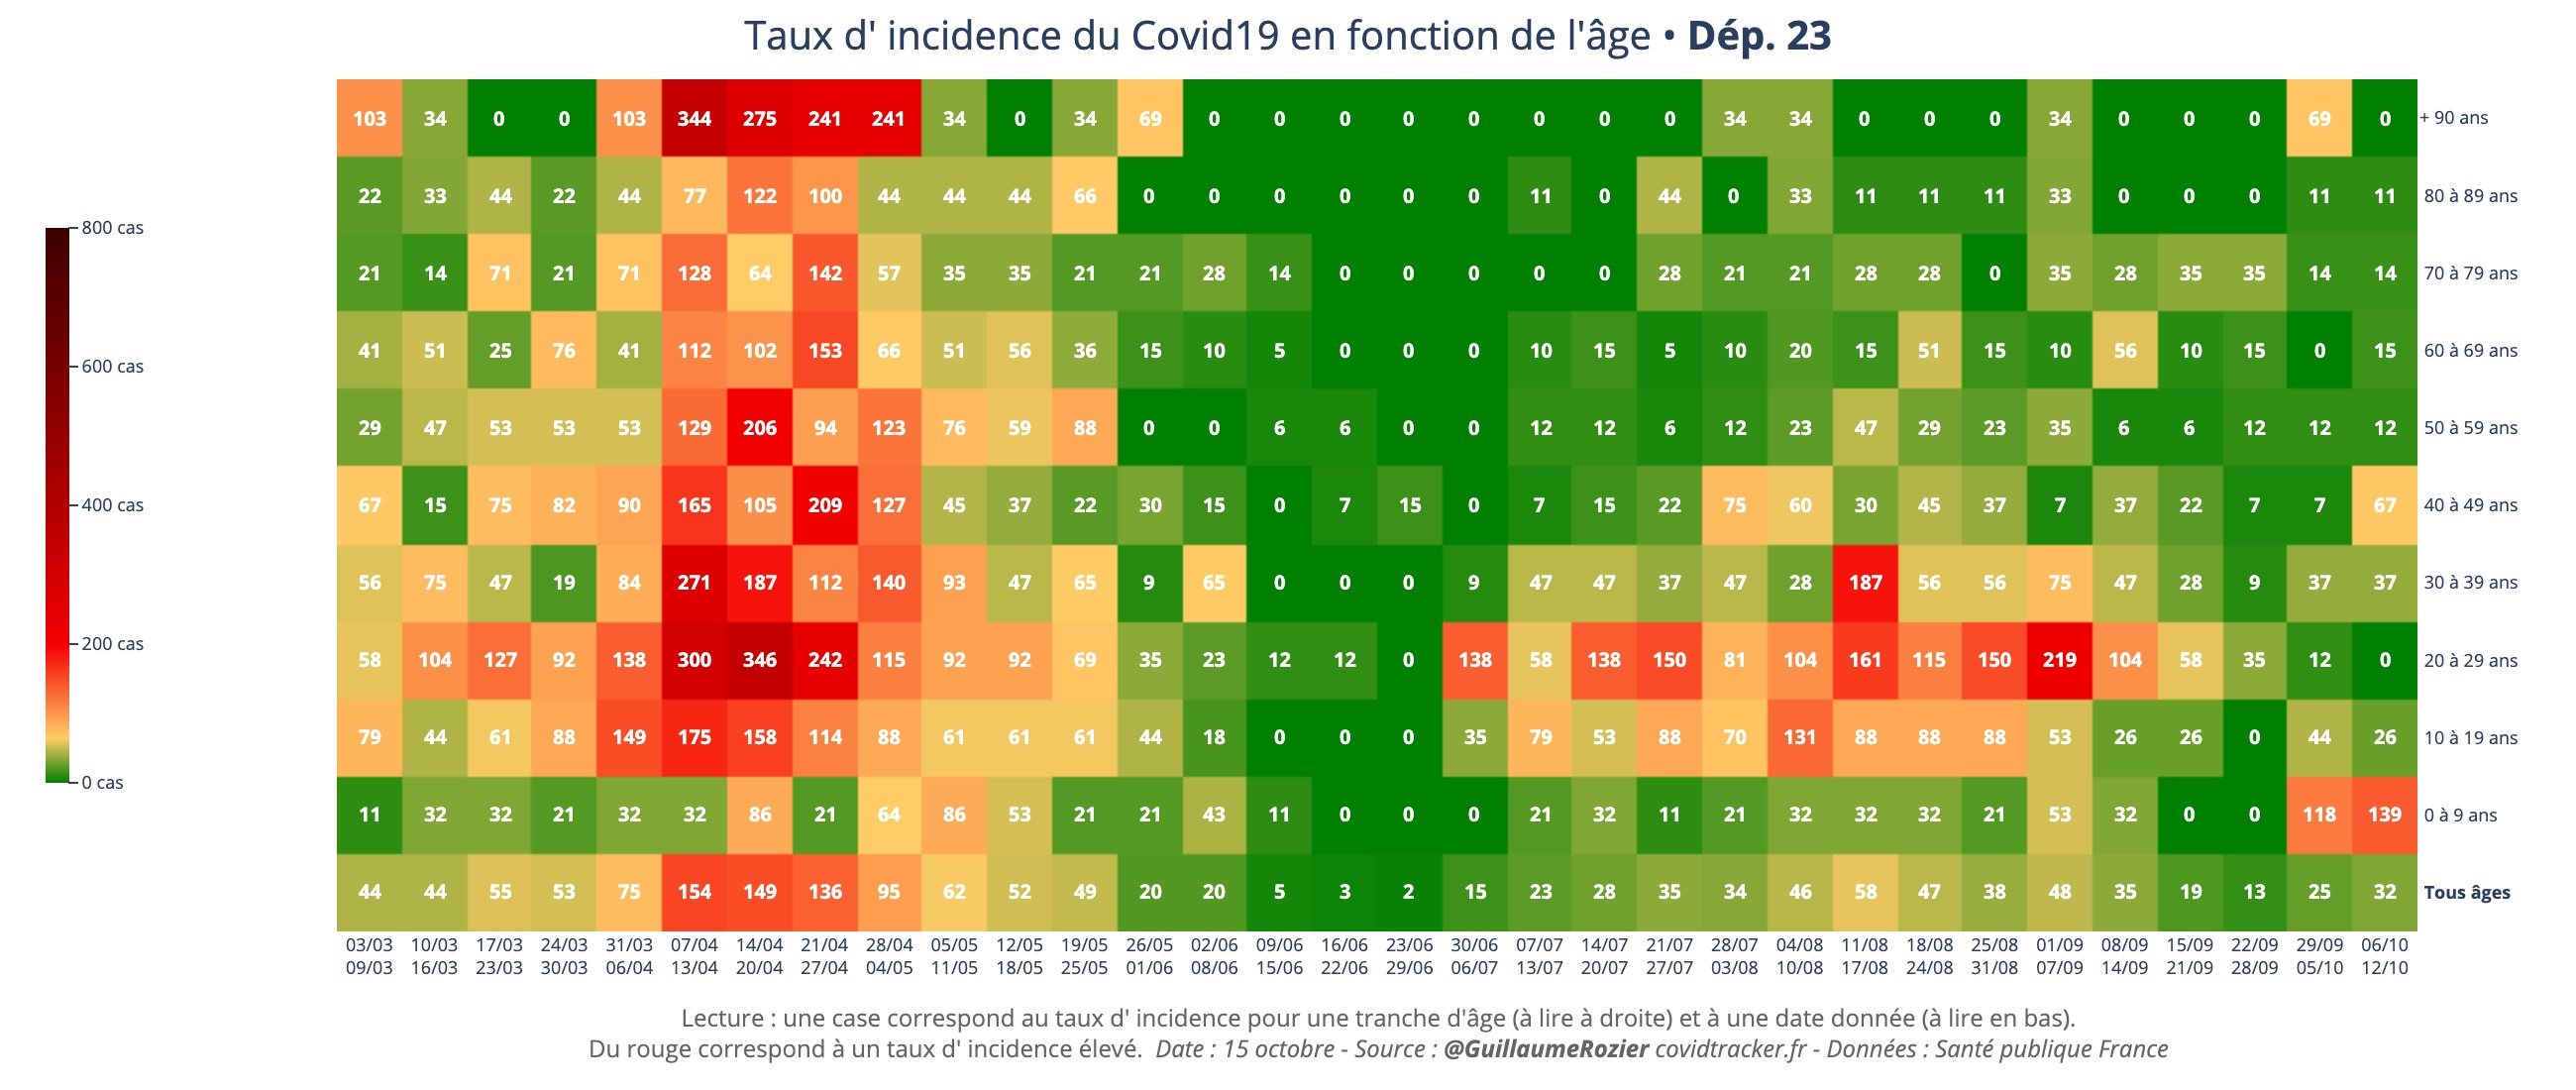 Taux d' incidence du Covid19 en fonction de l'âge • Dép. 23
103 34 0 0 103 344 275 241 241 34 0 34 69 0 0 0 0 0 0 0 0 34 34 0 0 0 34 0 0 0 69 0 + 90 ans
22 33 44 22 44 77 122 100 44 44 44 66 0 0 0 0 0 0 11 0 44 0 33 11 11 11 33 0 0 0 11 11 80 à 89 ans
21 14 71 21 71 128 64 142 57 35 35 21 21 28 14 0 0 0 0 0 28 21 21 28 28 0 35 28 35 35 14 14 70 à 79 ans
41 51 25 76 41 112 102 153 66 51 56 36 15 10 5 0 0 0 10 15 5 10 20 15 51 15 10 56 10 15 0 15 60 à 69 ans
29 47 53 53 53 129 206 94 123 76 59 88 0 0 6 6 0 0 12 12 6 12 23 47 29 23 35 6 6 12 12 12 50 à 59 ans
67 15 75 82 90 165 105 209 127 45 37 22 30 15 0 7 15 0 7 15 22 75 60 30 45 37 7 37 22 7 7 67 40 à 49 ans
56 75 47 19 84 271 187 112 140 93 47 65 9 65 0 0 0 9 47 47 37 47 28 187 56 56 75 47 28 9 37 37 30 à 39 ans
58 104 127 92 138 300 346 242 115 92 92 69 35 23 12 12 0 138 58 138 150 81 104 161 115 150 219 104 58 35 12 0 20 à 29 ans
79 44 61 88 149 175 158 114 88 61 61 61 44 18 0 0 0 35 79 53 88 70 131 88 88 88 53 26 26 0 44 26 10 à 19 ans
11 32 32 21 32 32 86 21 64 86 53 21 21 43 11 0 0 0 21 32 11 21 32 32 32 21 53 32 0 0 118 139 0 à 9 ans
44 44 55 53 75 154 149 136 95 62 52 49 20 20 5 3 2 15 23 28 35 34 46 58 47 38 48 35 19 13 25 32 Tous âges
03/03 10/03 17/03 24/03 31/03 07/04 14/04 21/04 28/04 05/05 12/05 19/05 26/05 02/06 09/06 16/06 23/06 30/06 07/07 14/07 21/07 28/07 04/08 11/08 18/08 25/08 01/09 08/09 15/09 22/09 29/09 06/10
09/03 16/03 23/03 30/03 06/04 13/04 20/04 27/04 04/05 11/05 18/05 25/05 01/06 08/06 15/06 22/06 29/06 06/07 13/07 20/07 27/07 03/08 10/08 17/08 24/08 31/08 07/09 14/09 21/09 28/09 05/10 12/10
800 cas
600 cas
400 cas
200 cas
0 cas
Lecture : une case correspond au taux d' incidence pour une tranche d'âge (à lire à droite) et à une date donnée (à lire en bas).
Du rouge correspond à un taux d' incidence élevé. Date : 15 octobre - Source : @GuillaumeRozier covidtracker.fr - Données : Santé publique France